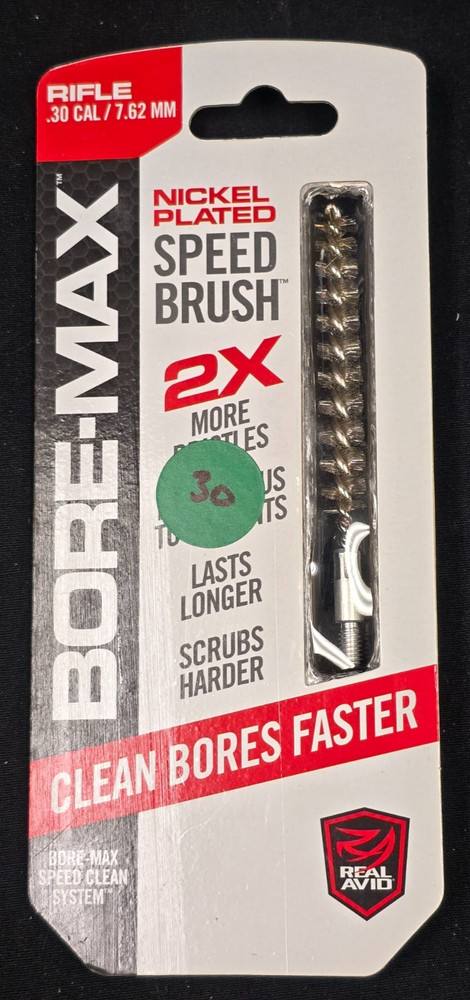 RIFLE
.30 CAL / 7.62 MM
BORE-MAX™
NICKEL
PLATED
SPEED
BRUSH™
2X
MORE
30
LASTS
LONGER
SCRUBS
HARDER
CLEAN BORES FASTER
BORE-MAX
SPEED CLEAN
SYSTEM™
REAL
AVID